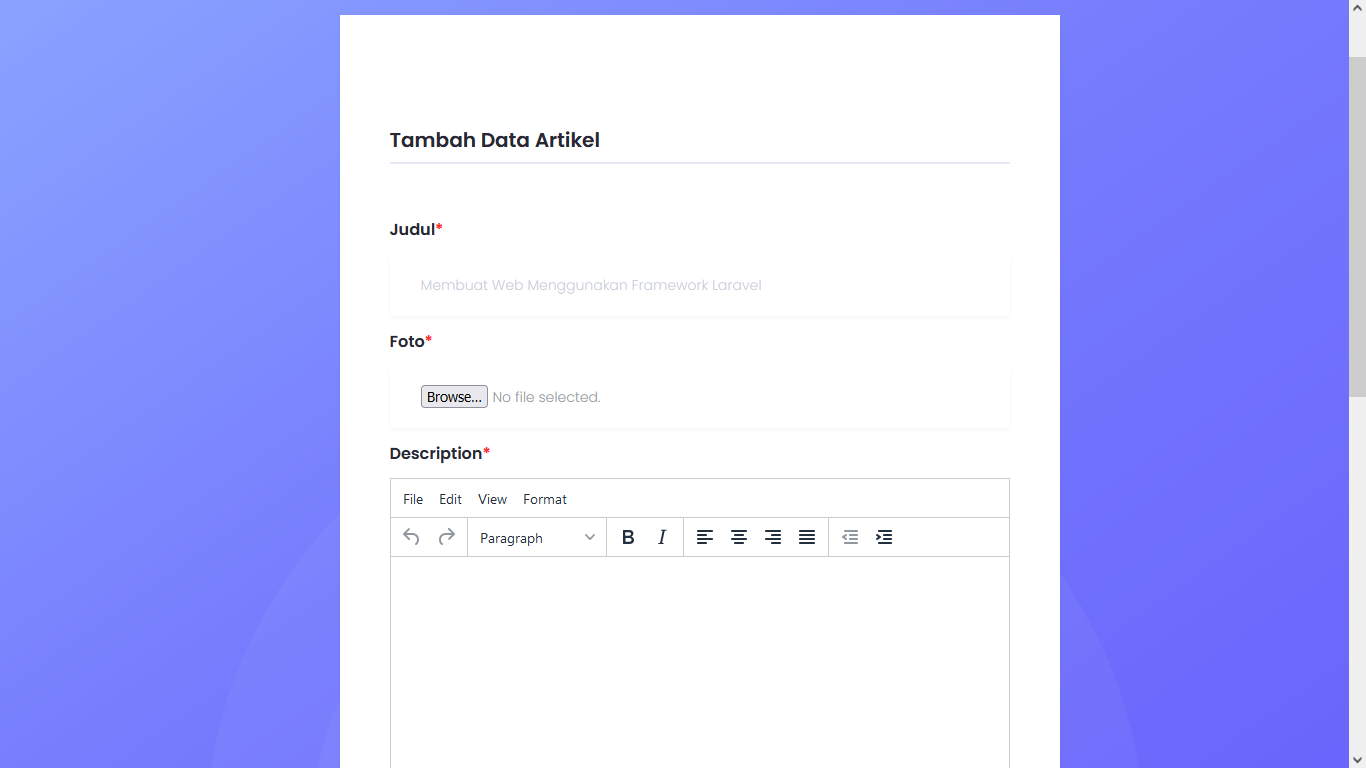 Tambah Data Artikel
Judul*
Membuat Web Menggunakan Framework Laravel
Foto*
Browse... No file selected.
Description*
File Edit View Format
Paragraph B I